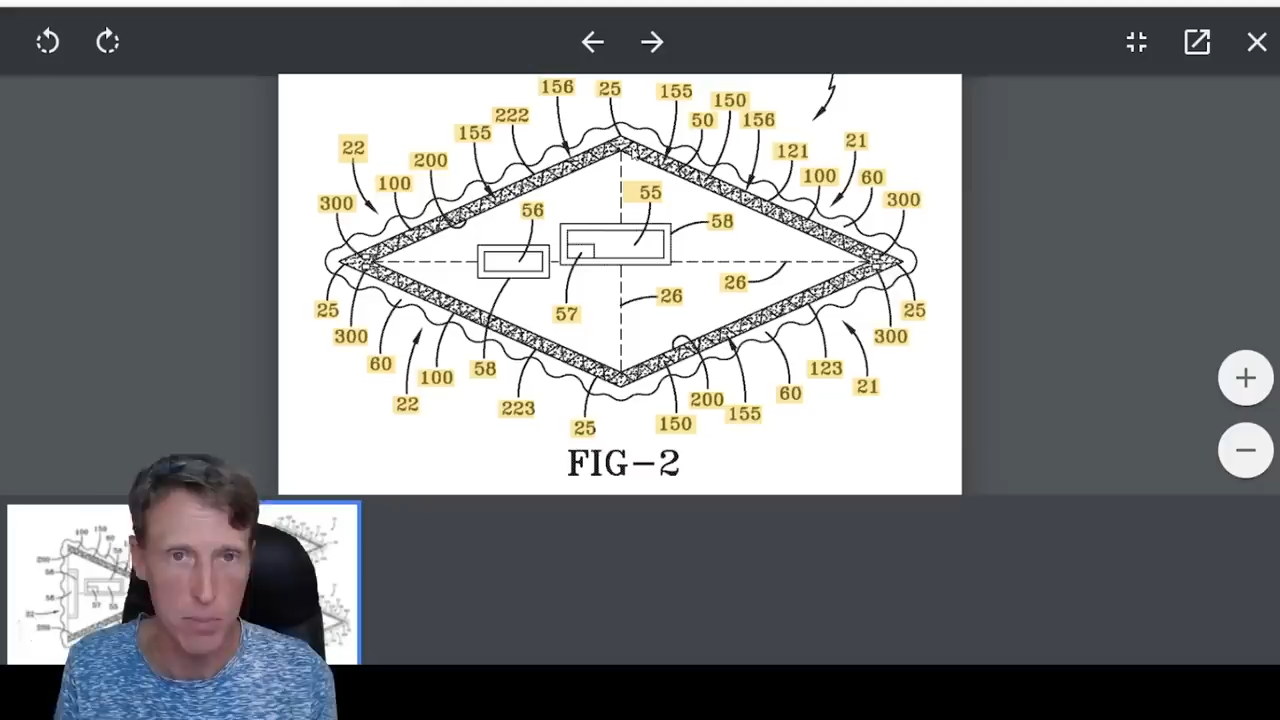 156 25 155
222 150
50 156
155
22 121 21
200
100 100 60
300 55 300
56
58
26
26
25 57 25
300 300
60 58 123
100 21
22 60
223 200
155
25 150
FIG-2